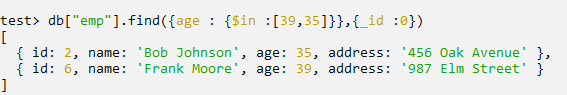 test> db["emp"].find({age : {$in :[39,35]}},{_id :0})
[
  { id: 2, name: 'Bob Johnson', age: 35, address: '456 Oak Avenue' },
  { id: 6, name: 'Frank Moore', age: 39, address: '987 Elm Street' }
]